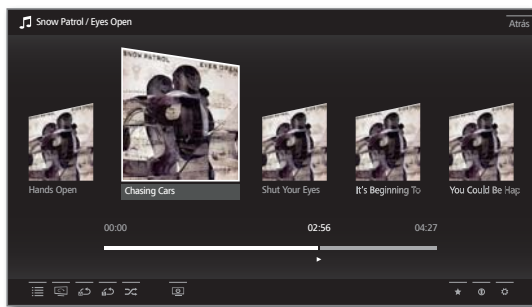 Snow Patrol / Eyes Open
Atrás
SNOW PATROL EYES OPEN
Hands Open
Chasing Cars
Shut Your Eyes
It's Beginning To
You Could Be Hap
00:00
02:56
04:27